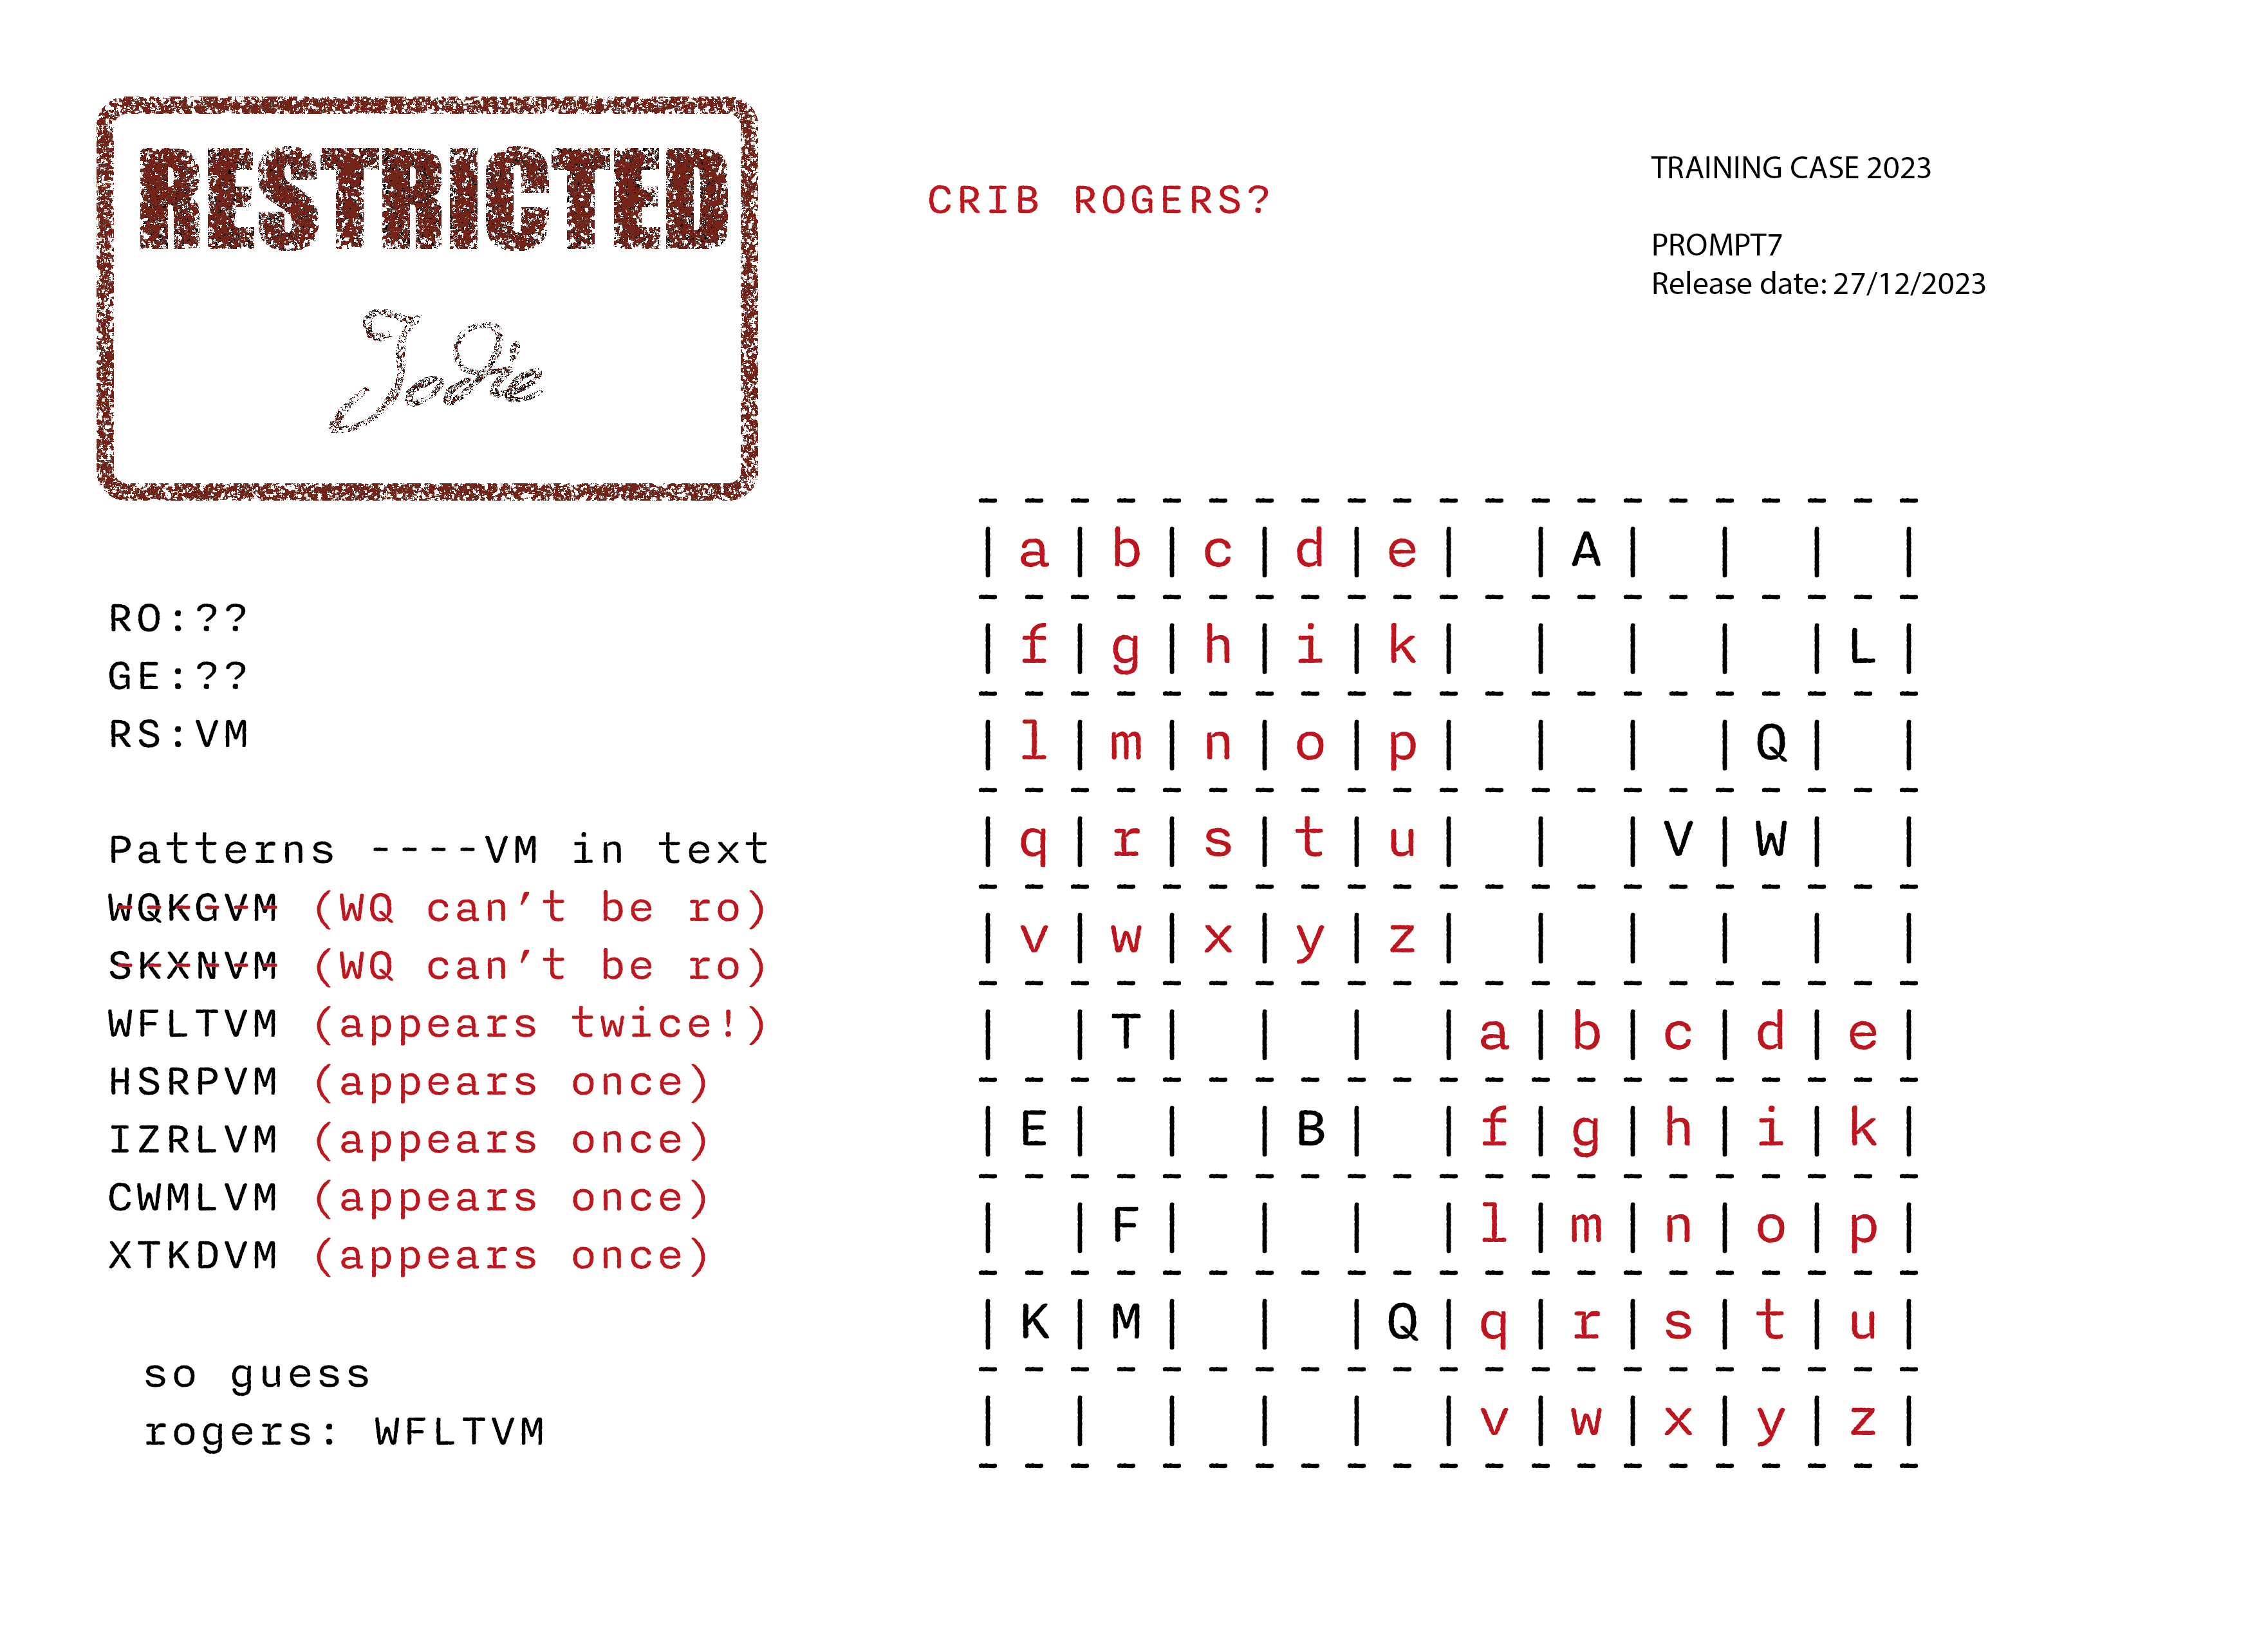 RESTRICTED
Jodie
CRIB ROGERS?
TRAINING CASE 2023
PROMPT7
Release date: 27/12/2023
RO:??
GE:??
RS:VM
Patterns ----VM in text
WQKGVM (WQ can't be ro)
SKXNVM (WQ can't be ro)
WFLTVM (appears twice!)
HSRPVM (appears once)
IZRLVM (appears once)
CWMLVM (appears once)
XTKDVM (appears once)
so guess
rogers: WFLTVM
- - - - - - - - - - - - - - - - - - - - -
|a|b|c|d|e| |A| | | |
- - - - - - - - - - - - - - - - - - - - -
|f|g|h|i|k| | | | |L|
- - - - - - - - - - - - - - - - - - - - -
|l|m|n|o|p| | | |Q| |
- - - - - - - - - - - - - - - - - - - - -
|q|r|s|t|u| | |V|W| |
- - - - - - - - - - - - - - - - - - - - -
|v|w|x|y|z| | | | | |
- - - - - - - - - - - - - - - - - - - - -
| |T| | | |a|b|c|d|e|
- - - - - - - - - - - - - - - - - - - - -
|E| | |B| |f|g|h|i|k|
- - - - - - - - - - - - - - - - - - - - -
| |F| | | |l|m|n|o|p|
- - - - - - - - - - - - - - - - - - - - -
|K|M| | |Q|q|r|s|t|u|
- - - - - - - - - - - - - - - - - - - - -
| | | | | |v|w|x|y|z|
- - - - - - - - - - - - - - - - - - - - -